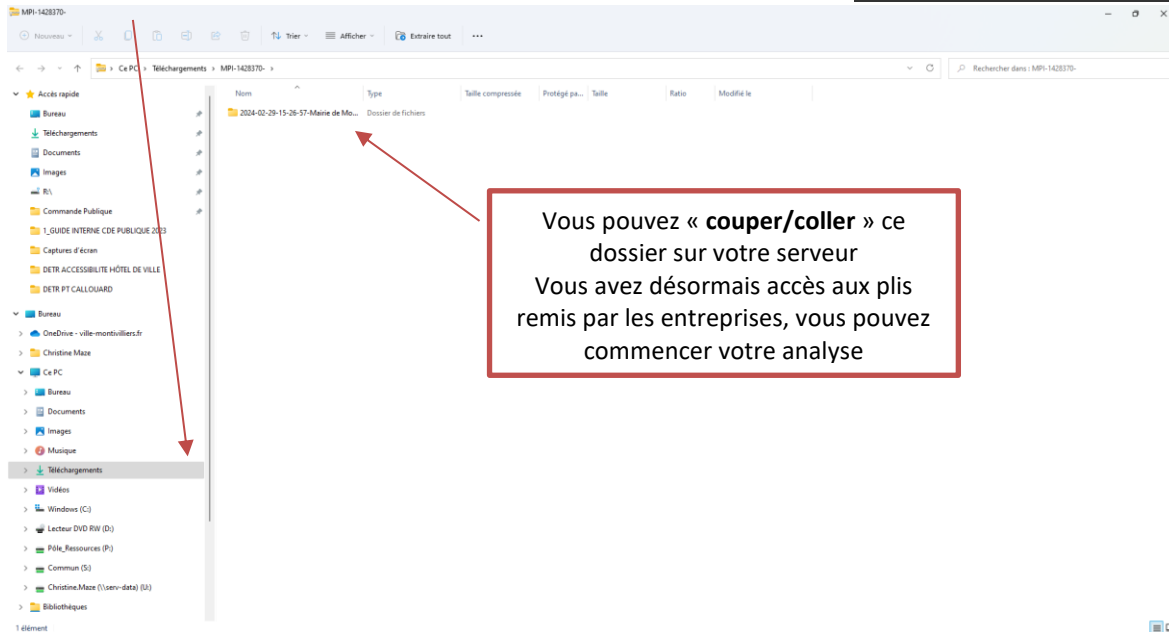 MPI-1428370-
Nouveau
Trier
Afficher
Extraire tout
Ce PC > Téléchargements > MPI-1428370- >
Rechercher dans : MPI-1428370-
Nom
Type
Taille compressée
Protégé pa...
Taille
Ratio
Modifié le
2024-02-29-15-26-57-Mairie de Mo...
Dossier de fichiers
Accès rapide
Bureau
Téléchargements
Documents
Images
R:\
Commande Publique
1_GUIDE INTERNE CDE PUBLIQUE 2023
Captures d'écran
DETR ACCESSIBILITE HÔTEL DE VILLE
DETR PT CALLOUARD
Bureau
OneDrive - ville-montivilliers.fr
Christine Maze
Ce PC
Bureau
Documents
Images
Musique
Téléchargements
Vidéos
Windows (C:)
Lecteur DVD RW (D:)
Pôle_Ressources (P:)
Commun (S:)
Christine.Maze (\\serv-data) (U:)
Bibliothèques
1 élément
Vous pouvez « couper/coller » ce
dossier sur votre serveur
Vous avez désormais accès aux plis
remis par les entreprises, vous pouvez
commencer votre analyse